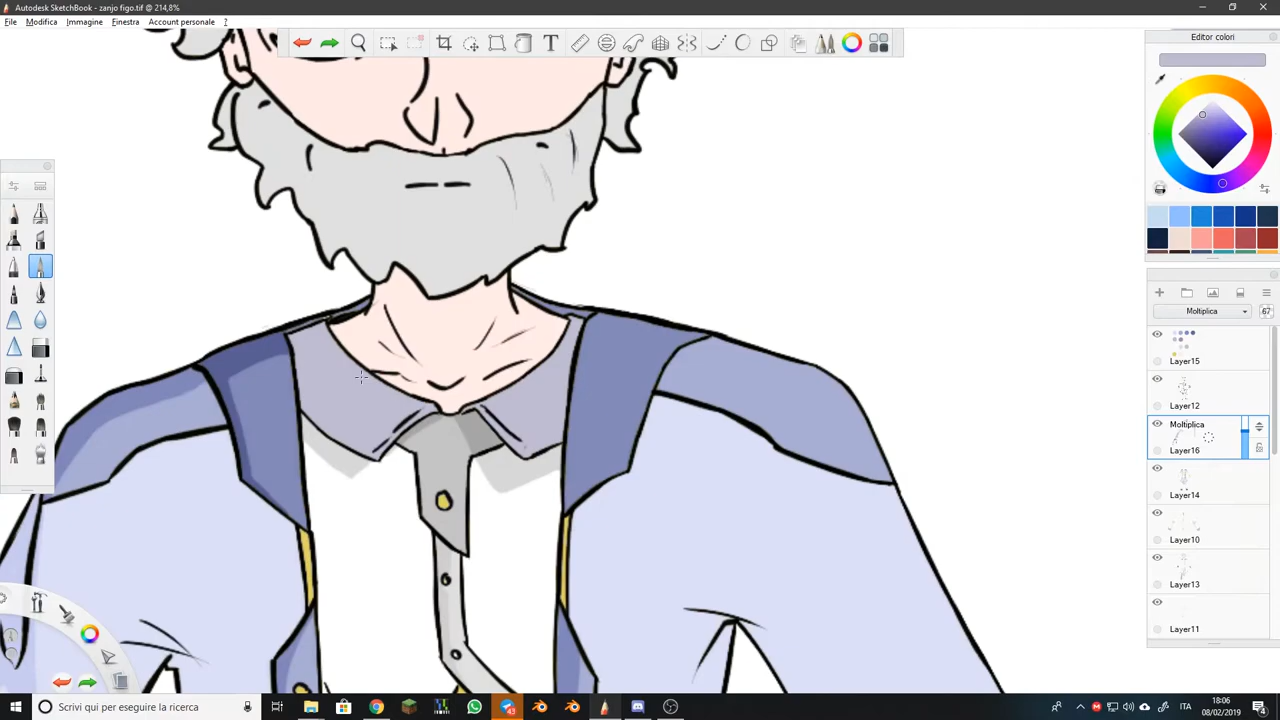 Autodesk SketchBook - zanjo figo.tif @ 214,8%
File Modifica Immagine Finestra Account personale ?
Editor colori
Moltiplica 67
Layer15
Layer12
Moltiplica
Layer16
Layer14
Layer10
Layer13
Layer11
Scrivi qui per eseguire la ricerca
ITA
18:06
08/02/2019